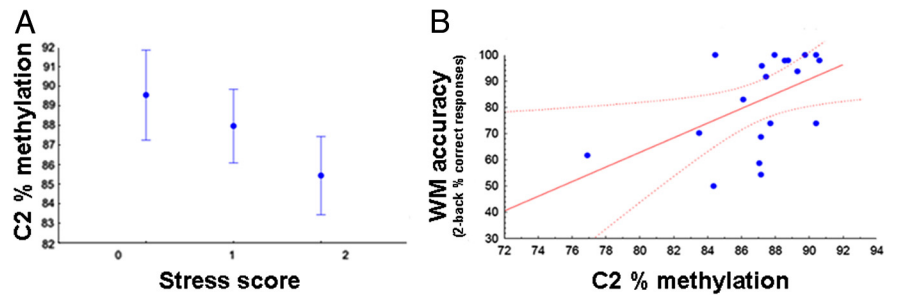 A
C2 % methylation
92
91
90
89
88
87
86
85
84
83
82
0 1 2
Stress score
B
WM accuracy
(2-back % correct responses)
100
90
80
70
60
50
40
30
72 74 76 78 80 82 84 86 88 90 92 94
C2 % methylation